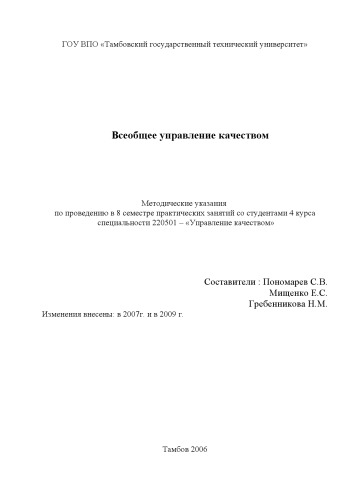 ГОУ ВПО «Тамбовский государственный технический университет»
Всеобщее управление качеством
Методические указания
по проведению в 8 семестре практических занятий со студентами 4 курса
специальности 220501 – «Управление качеством»
Составители : Пономарев С.В.
Мищенко Е.С.
Гребенникова Н.М.
Изменения внесены: в 2007г. и в 2009 г.
Тамбов 2006